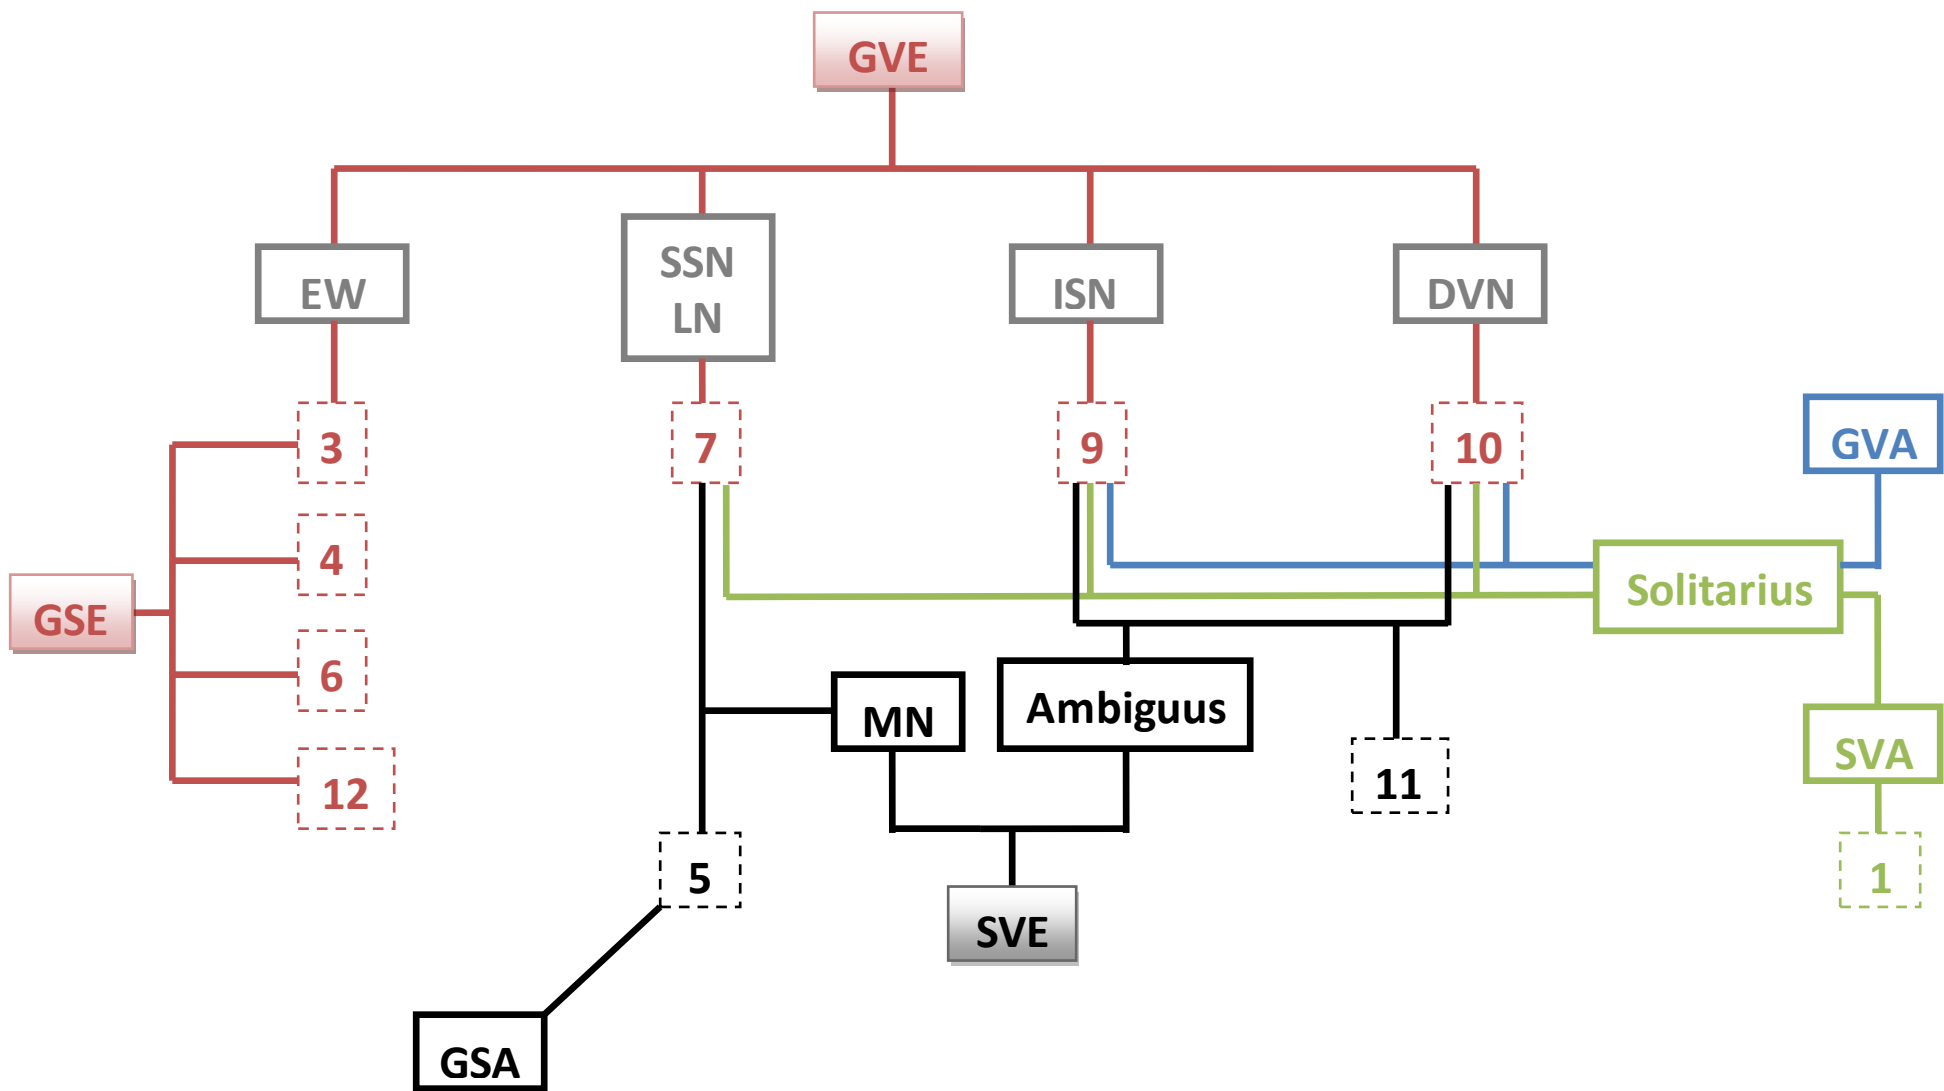 GVE
EW
SSN
LN
ISN
DVN
3
7
9
10
GVA
4
Solitarius
GSE
6
MN
Ambiguus
SVA
12
11
5
1
SVE
GSA